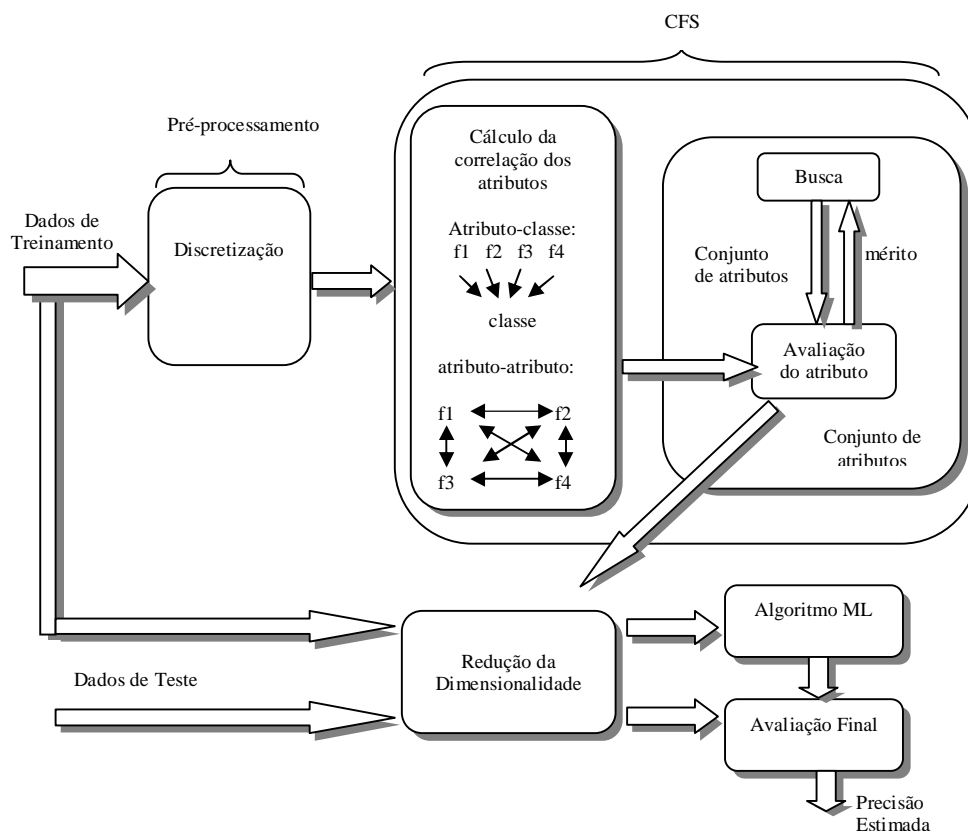 CFS
Pré-processamento
Cálculo da
correlação dos
atributos
Busca
Dados de
Treinamento
Discretização
Atributo-classe:
f1 f2 f3 f4
classe
Conjunto
de atributos
mérito
Avaliação
do atributo
atributo-atributo:
f1 f2
f3 f4
Conjunto de
atributos
Algoritmo ML
Redução da
Dimensionalidade
Dados de Teste
Avaliação Final
Precisão
Estimada